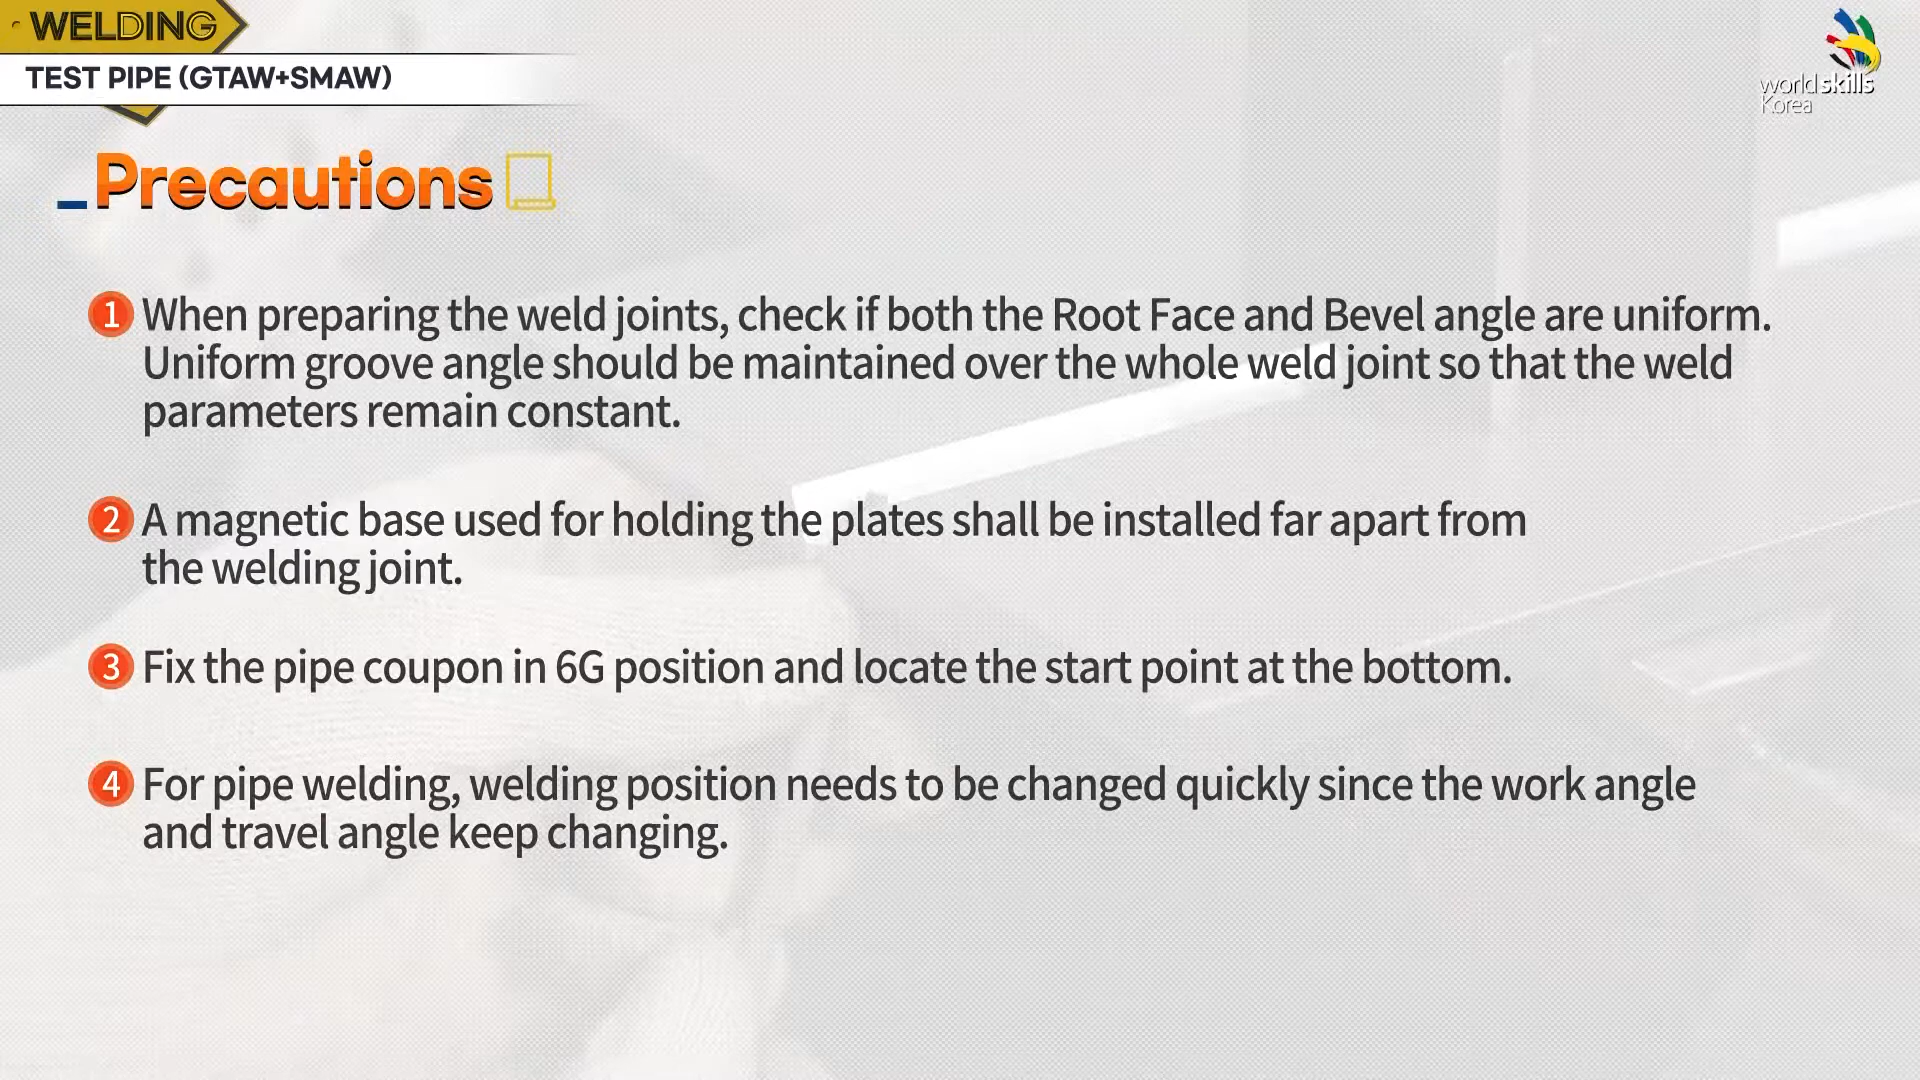 WELDING
TEST PIPE (GTAW+SMAW)
world skills
Korea
Precautions
1 When preparing the weld joints, check if both the Root Face and Bevel angle are uniform.
Uniform groove angle should be maintained over the whole weld joint so that the weld
parameters remain constant.
2 A magnetic base used for holding the plates shall be installed far apart from
the welding joint.
3 Fix the pipe coupon in 6G position and locate the start point at the bottom.
4 For pipe welding, welding position needs to be changed quickly since the work angle
and travel angle keep changing.